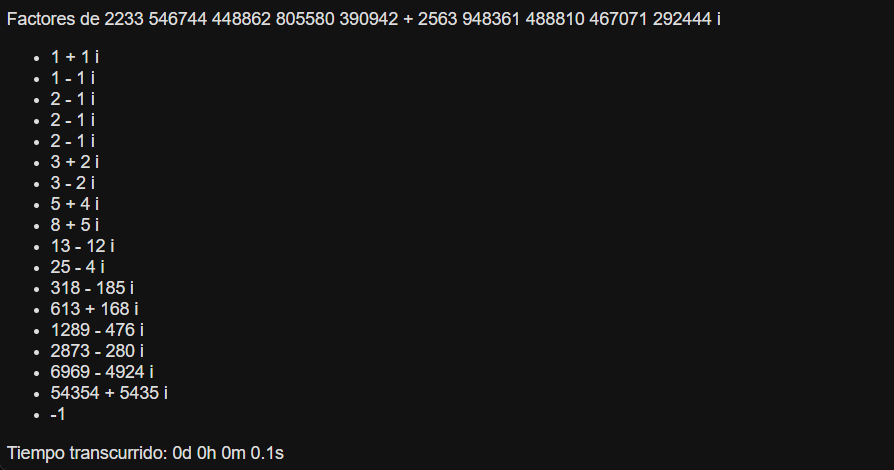 Factores de 2233 546744 448862 805580 390942 + 2563 948361 488810 467071 292444 i
• 1 + 1 i
• 1 - 1 i
• 2 - 1 i
• 2 - 1 i
• 2 - 1 i
• 3 + 2 i
• 3 - 2 i
• 5 + 4 i
• 8 + 5 i
• 13 - 12 i
• 25 - 4 i
• 318 - 185 i
• 613 + 168 i
• 1289 - 476 i
• 2873 - 280 i
• 6969 - 4924 i
• 54354 + 5435 i
• -1
Tiempo transcurrido: 0d 0h 0m 0.1s